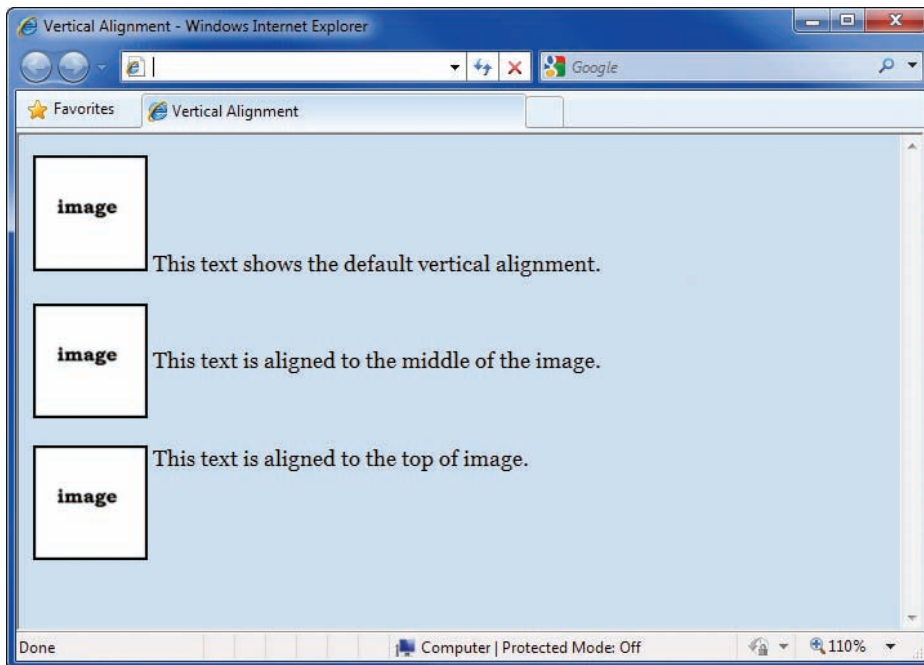 Vertical Alignment - Windows Internet Explorer
Google
Favorites
Vertical Alignment
image
This text shows the default vertical alignment.
image
This text is aligned to the middle of the image.
image
This text is aligned to the top of image.
Done
Computer | Protected Mode: Off
110%